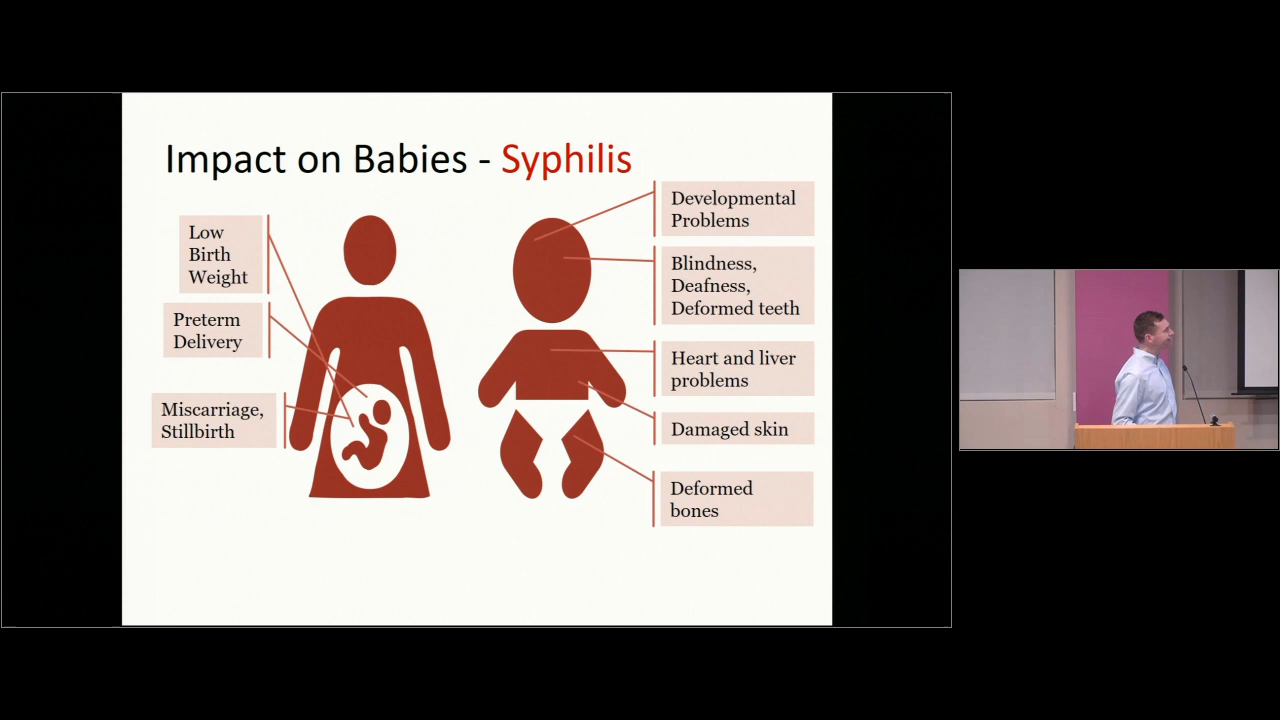 Impact on Babies - Syphilis
Low
Birth
Weight
Preterm
Delivery
Miscarriage,
Stillbirth
Developmental
Problems
Blindness,
Deafness,
Deformed teeth
Heart and liver
problems
Damaged skin
Deformed
bones